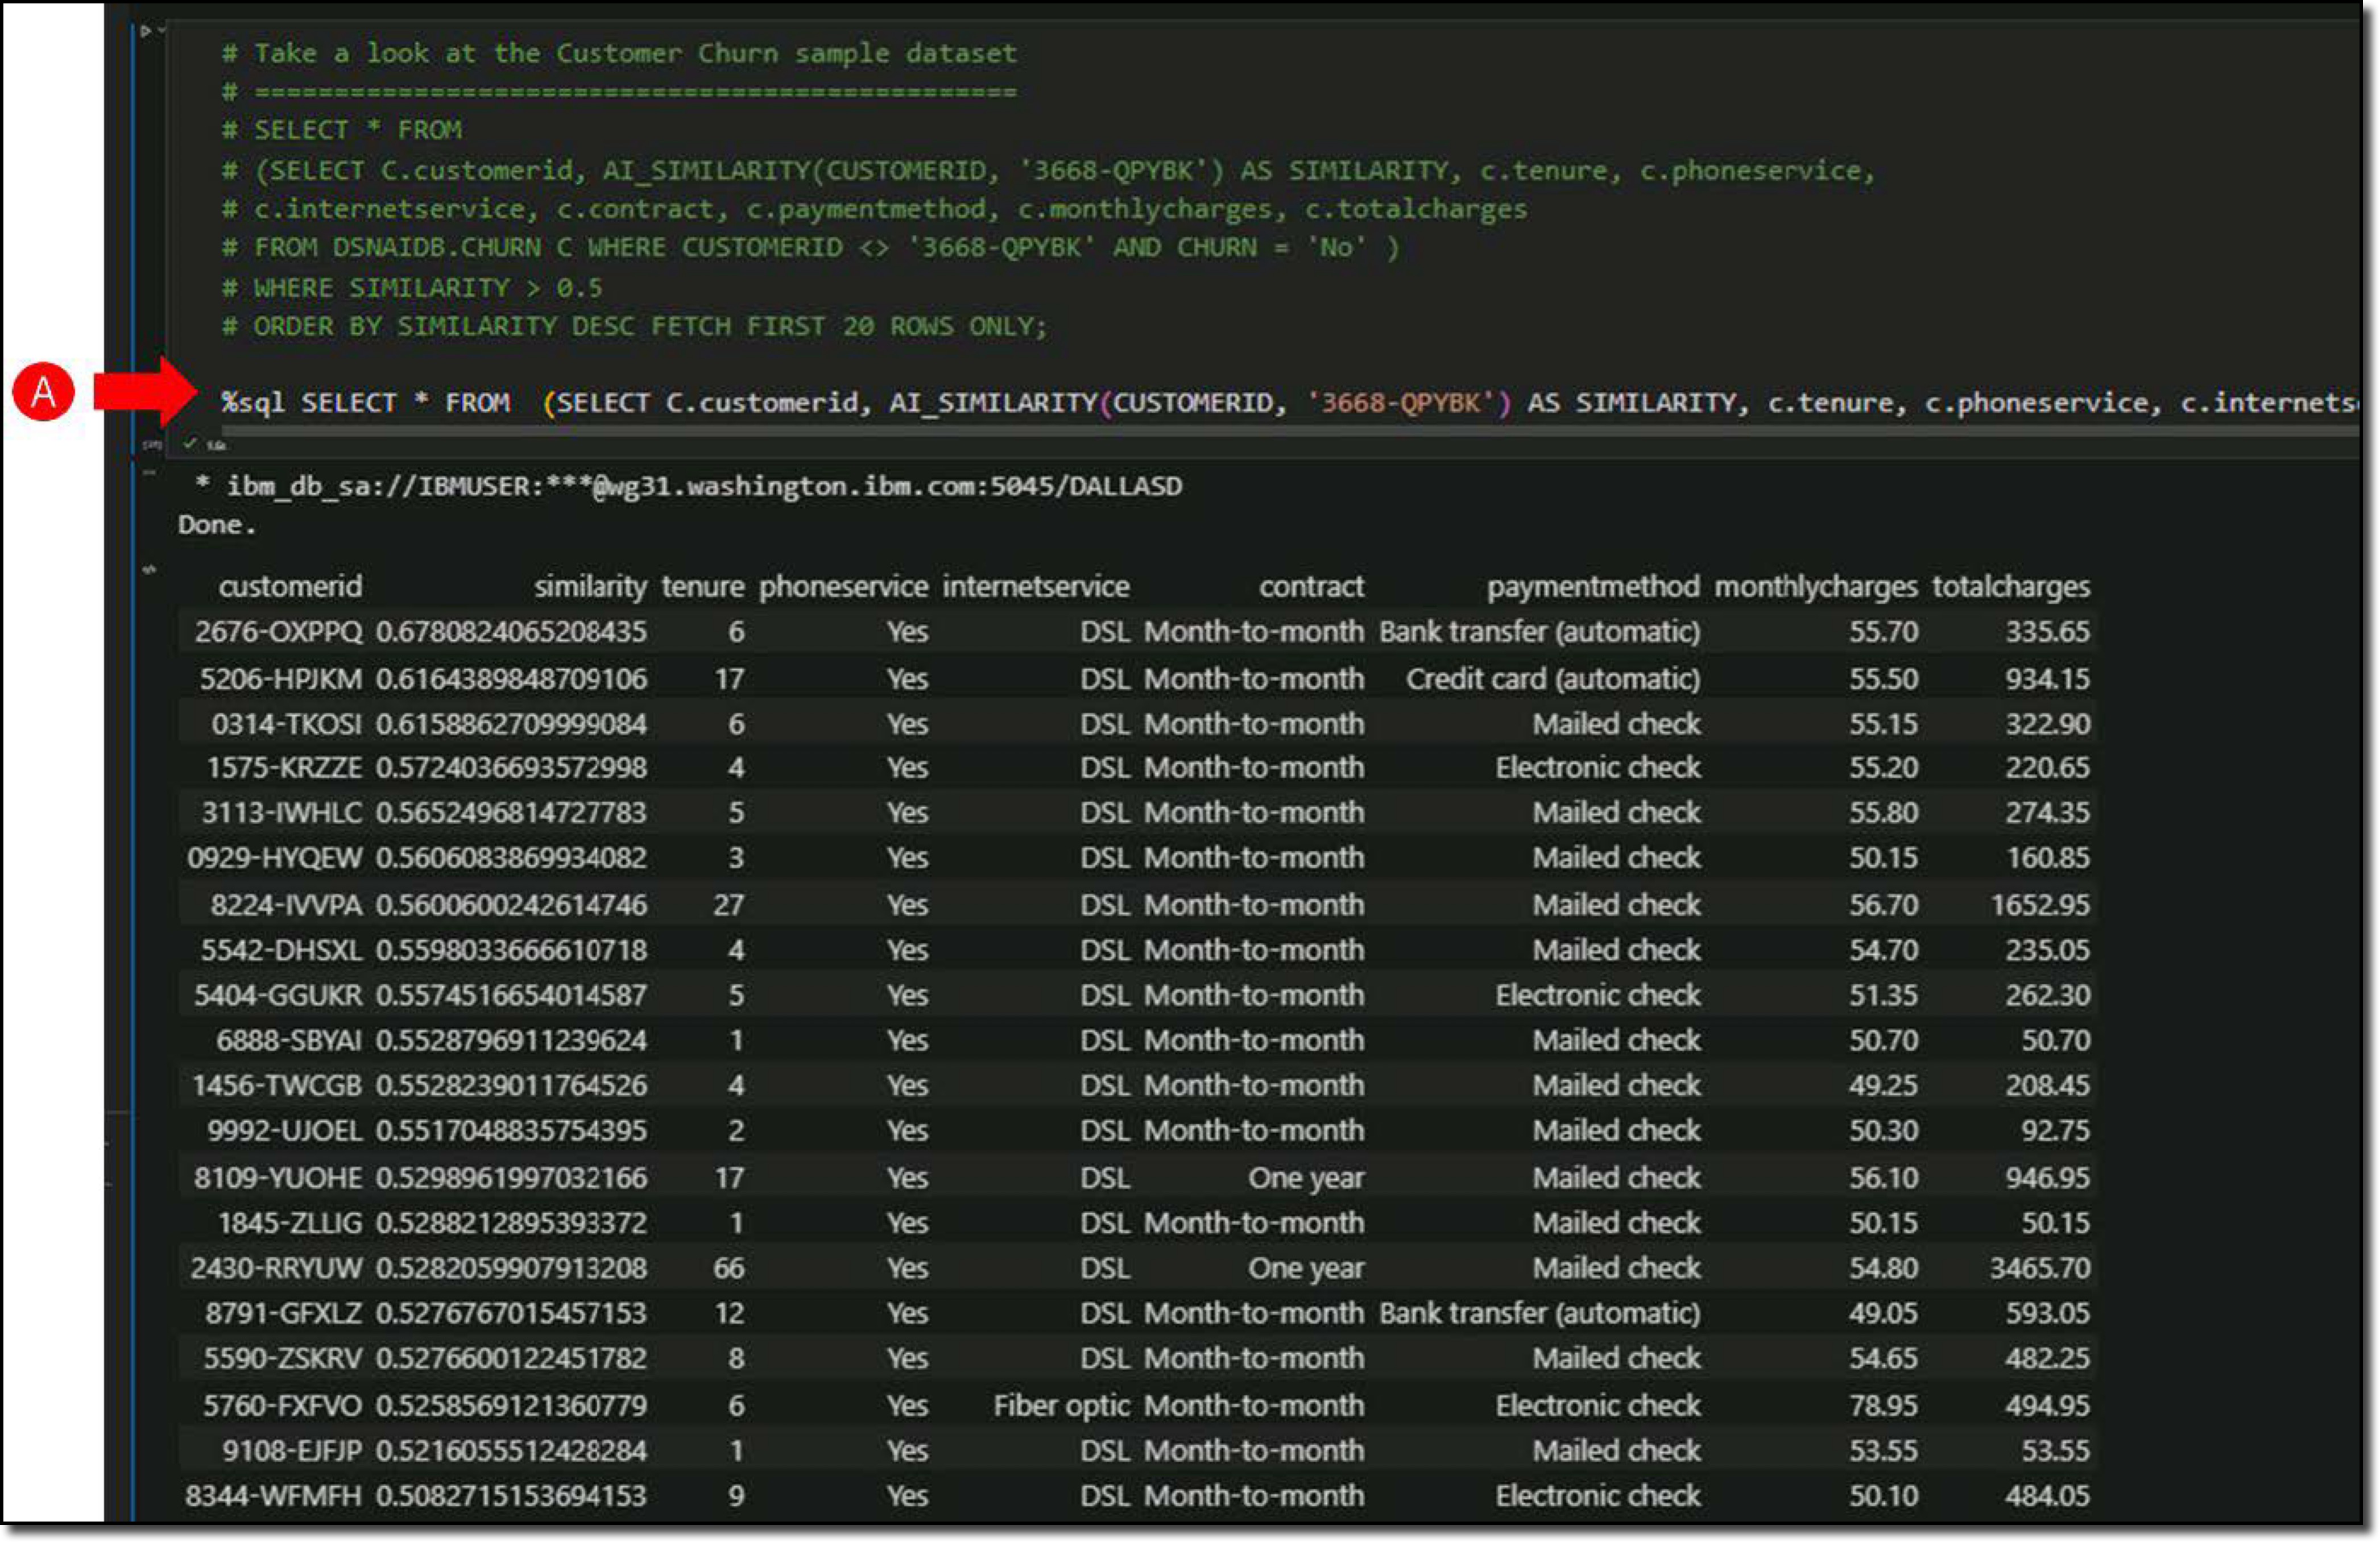 # Take a look at the Customer Churn sample dataset
# ================================================
# SELECT * FROM
# (SELECT C.customerid, AI_SIMILARITY(CUSTOMERID, '3668-QPYBK') AS SIMILARITY, c.tenure, c.phoneservice,
# c.internetservice, c.contract, c.paymentmethod, c.monthlycharges, c.totalcharges
# FROM DSNAIDB.CHURN C WHERE CUSTOMERID <> '3668-QPYBK' AND CHURN = 'No' )
# WHERE SIMILARITY > 0.5
# ORDER BY SIMILARITY DESC FETCH FIRST 20 ROWS ONLY;
A
%sql SELECT * FROM  (SELECT C.customerid, AI_SIMILARITY(CUSTOMERID, '3668-QPYBK') AS SIMILARITY, c.tenure, c.phoneservice, c.internets
* ibm_db_sa://IBMUSER:***@wg31.washington.ibm.com:5045/DALLASD
Done.
customerid similarity tenure phoneservice internetservice contract paymentmethod monthlycharges totalcharges
2676-OXPPQ 0.6780824065208435 6 Yes DSL Month-to-month Bank transfer (automatic) 55.70 335.65
5206-HPJKM 0.6164389848709106 17 Yes DSL Month-to-month Credit card (automatic) 55.50 934.15
0314-TKOSI 0.6158862709999084 6 Yes DSL Month-to-month Mailed check 55.15 322.90
1575-KRZZE 0.5724036693572998 4 Yes DSL Month-to-month Electronic check 55.20 220.65
3113-IWHLC 0.5652496814727783 5 Yes DSL Month-to-month Mailed check 55.80 274.35
0929-HYQEW 0.5606083869934082 3 Yes DSL Month-to-month Mailed check 50.15 160.85
8224-IVVPA 0.5600600242614746 27 Yes DSL Month-to-month Mailed check 56.70 1652.95
5542-DHSXL 0.5598033666610718 4 Yes DSL Month-to-month Mailed check 54.70 235.05
5404-GGUKR 0.5574516654014587 5 Yes DSL Month-to-month Electronic check 51.35 262.30
6888-SBYAI 0.5528796911239624 1 Yes DSL Month-to-month Mailed check 50.70 50.70
1456-TWCGB 0.5528239011764526 4 Yes DSL Month-to-month Mailed check 49.25 208.45
9992-UJOEL 0.5517048835754395 2 Yes DSL Month-to-month Mailed check 50.30 92.75
8109-YUOHE 0.5298961997032166 17 Yes DSL One year Mailed check 56.10 946.95
1845-ZLLIG 0.5288212895393372 1 Yes DSL Month-to-month Mailed check 50.15 50.15
2430-RRYUW 0.5282059907913208 66 Yes DSL One year Mailed check 54.80 3465.70
8791-GFXLZ 0.5276767015457153 12 Yes DSL Month-to-month Bank transfer (automatic) 49.05 593.05
5590-ZSKRV 0.5276600122451782 8 Yes DSL Month-to-month Mailed check 54.65 482.25
5760-FXFVO 0.5258569121360779 6 Yes Fiber optic Month-to-month Electronic check 78.95 494.95
9108-EJFJP 0.5216055512428284 1 Yes DSL Month-to-month Mailed check 53.55 53.55
8344-WFMFH 0.5082715153694153 9 Yes DSL Month-to-month Electronic check 50.10 484.05